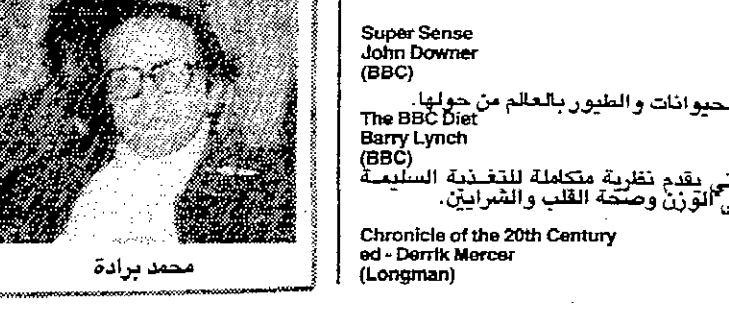 محمد برادة
Super Sense
John Downer
(BBC)
حيوانات والطيور بالعالم من حولها.
The BBC Diet
Barry Lynch
(BBC)
يقدم نظرية متكاملة للتغذية السليمة
الوزن وصحة القلب والشرايين.
Chronicle of the 20th Century
ed - Derrik Mercer
(Longman)